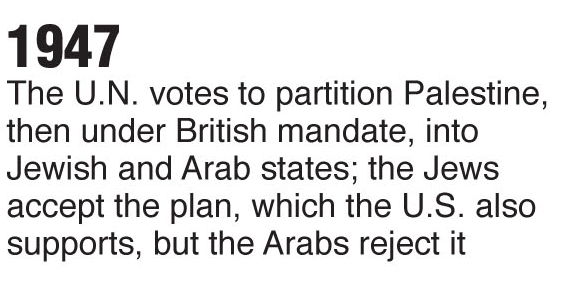 1947
The U.N. votes to partition Palestine,
then under British mandate, into
Jewish and Arab states; the Jews
accept the plan, which the U.S. also
supports, but the Arabs reject it